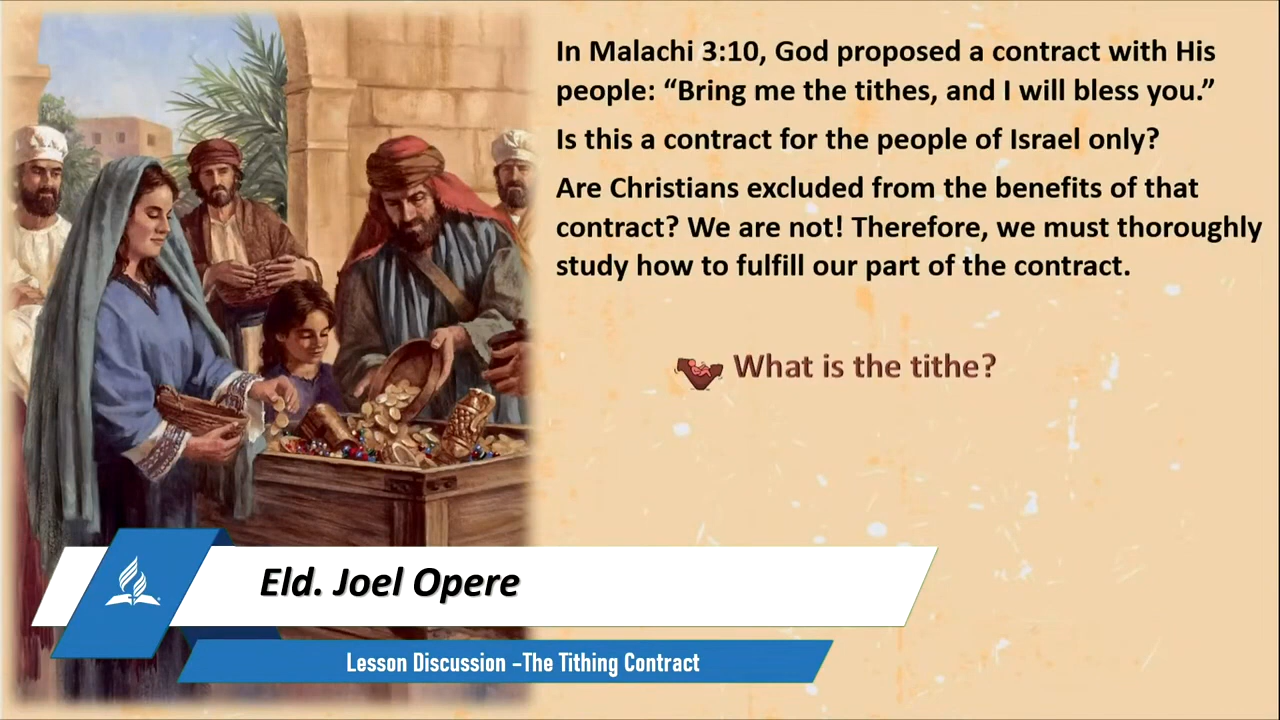 In Malachi 3:10, God proposed a contract with His
people: “Bring me the tithes, and I will bless you.”
Is this a contract for the people of Israel only?
Are Christians excluded from the benefits of that
contract? We are not! Therefore, we must thoroughly
study how to fulfill our part of the contract.
What is the tithe?
Eld. Joel Opere
Lesson Discussion -The Tithing Contract